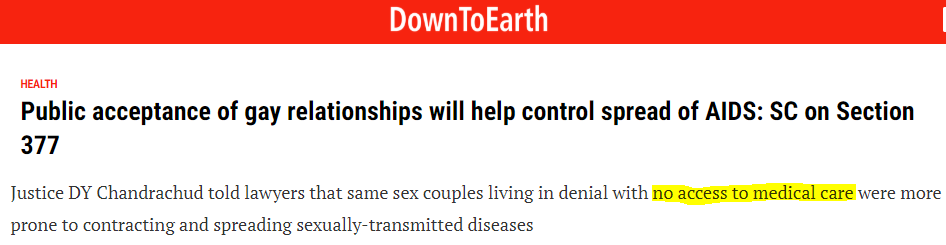 DownToEarth
HEALTH
Public acceptance of gay relationships will help control spread of AIDS: SC on Section
377
Justice DY Chandrachud told lawyers that same sex couples living in denial with no access to medical care were more
prone to contracting and spreading sexually-transmitted diseases